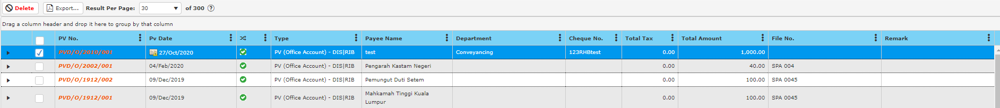 Delete Export... Result Per Page: 30 of 300 ?
Drag a column header and drop it here to group by that column
PV No. Pv Date Type Payee Name Department Cheque No. Total Tax Total Amount File No. Remark
PVD/O/2010/001 27/Oct/2020 PV (Office Account) - DIS|RIB test Conveyancing 123RHBtest 0.00 1,000.00
PVD/O/2002/001 04/Feb/2020 PV (Office Account) - DIS|RIB Pengarah Kastam Negeri 0.00 40.00 SPA 004
PVD/O/1912/002 09/Dec/2019 PV (Office Account) - DIS|RIB Pemungut Duti Setem 0.00 100.00 SPA 0045
PVD/O/1912/001 09/Dec/2019 PV (Office Account) - DIS|RIB Mahkamah Tinggi Kuala 0.00 100.00 SPA 0045
Lumpur